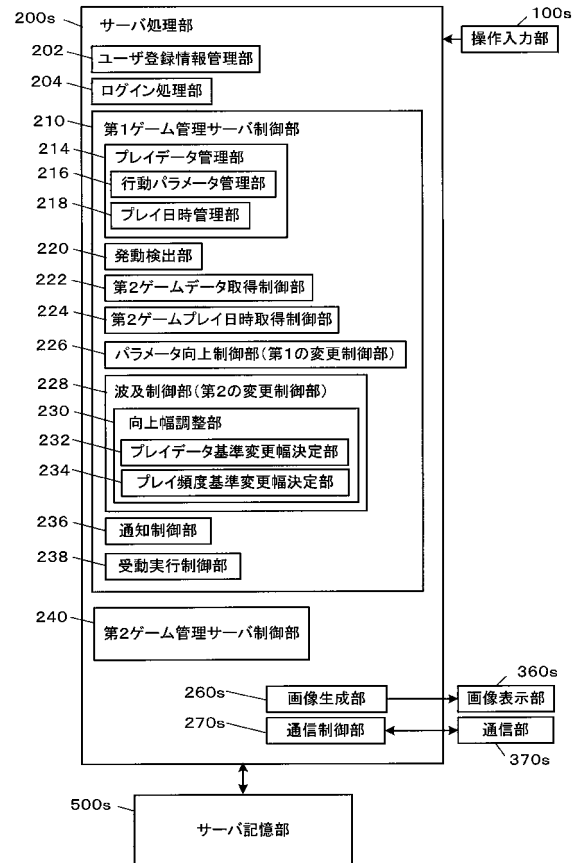 200s
サーバ処理部
100s
操作入力部
202
ユーザ登録情報管理部
204
ログイン処理部
210
第1ゲーム管理サーバ制御部
214
プレイデータ管理部
216
行動パラメータ管理部
218
プレイ日時管理部
220
発動検出部
222
第2ゲームデータ取得制御部
224
第2ゲームプレイ日時取得制御部
226
パラメータ向上制御部(第1の変更制御部)
228
波及制御部(第2の変更制御部)
230
向上幅調整部
232
プレイデータ基準変更幅決定部
234
プレイ頻度基準変更幅決定部
236
通知制御部
238
受動実行制御部
240
第2ゲーム管理サーバ制御部
260s
画像生成部
360s
画像表示部
270s
通信制御部
通信部
370s
500s
サーバ記憶部